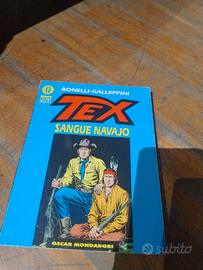 BONELLI-GALLEPPINI
TEX
SANGUE NAVAJO
OSCAR MONDADORI
subito